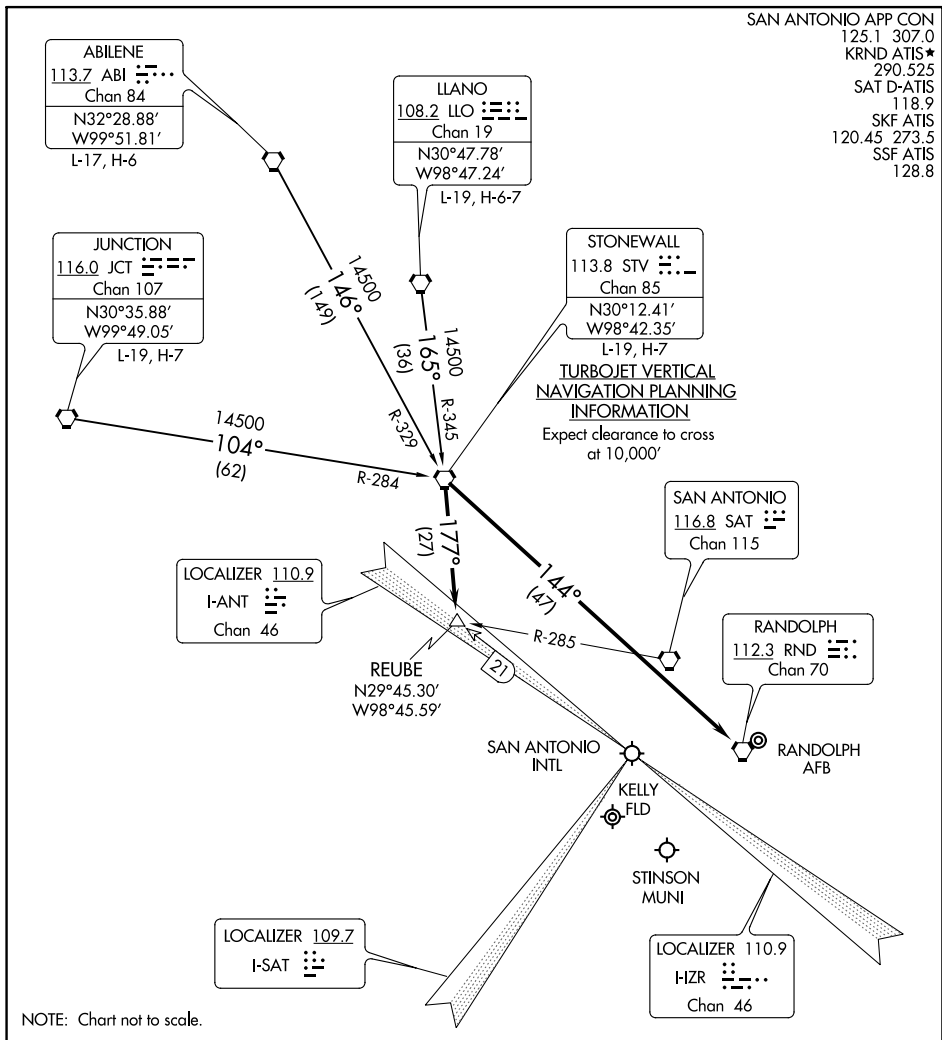 SAN ANTONIO APP CON
125.1 307.0
KRND ATIS★
290.525
SAT D-ATIS
118.9
SKF ATIS
120.45 273.5
SSF ATIS
128.8
ABILENE
113.7 ABI
Chan 84
N32°28.88′
W99°51.81′
L-17, H-6
LLANO
108.2 LLO
Chan 19
N30°47.78′
W98°47.24′
L-19, H-6-7
JUNCTION
116.0 JCT
Chan 107
N30°35.88′
W99°49.05′
L-19, H-7
STONEWALL
113.8 STV
Chan 85
N30°12.41′
W98°42.35′
L-19, H-7
TURBOJET VERTICAL
NAVIGATION PLANNING
INFORMATION
Expect clearance to cross
at 10,000′
14500
146°
(149)
R-329
14500
165°
(36)
R-345
14500
104°
(62)
R-284
177°
(27)
144°
(47)
SAN ANTONIO
116.8 SAT
Chan 115
LOCALIZER 110.9
I-ANT
Chan 46
R-285
21
REUBE
N29°45.30′
W98°45.59′
RANDOLPH
112.3 RND
Chan 70
SAN ANTONIO
INTL
RANDOLPH
AFB
KELLY
FLD
STINSON
MUNI
LOCALIZER 109.7
I-SAT
LOCALIZER 110.9
I-IZR
Chan 46
NOTE: Chart not to scale.